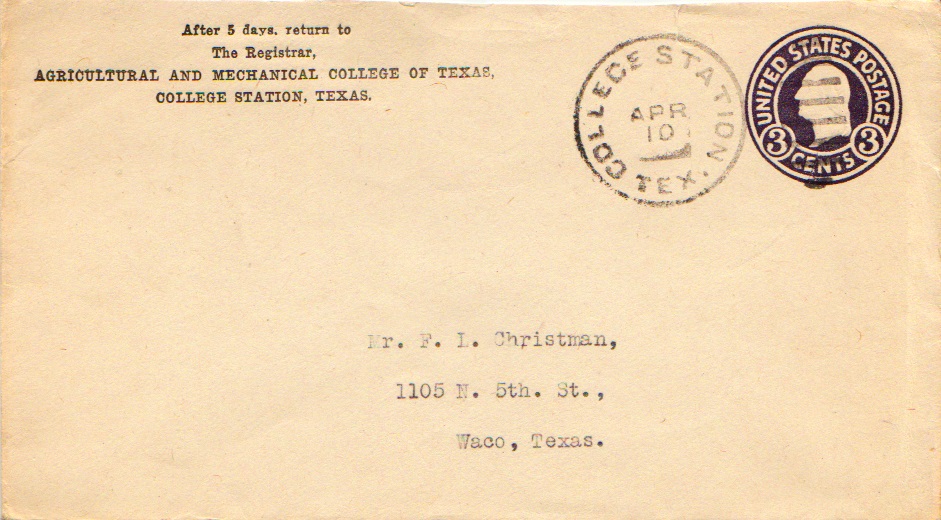 After 5 days, return to
The Registrar,
AGRICULTURAL AND MECHANICAL COLLEGE OF TEXAS,
COLLEGE STATION, TEXAS.
COLLEGE STATION
APR
10
TEX.
UNITED STATES POSTAGE
3 CENTS 3
Mr. F. L. Christman,
1105 N. 5th. St.,
Waco, Texas.